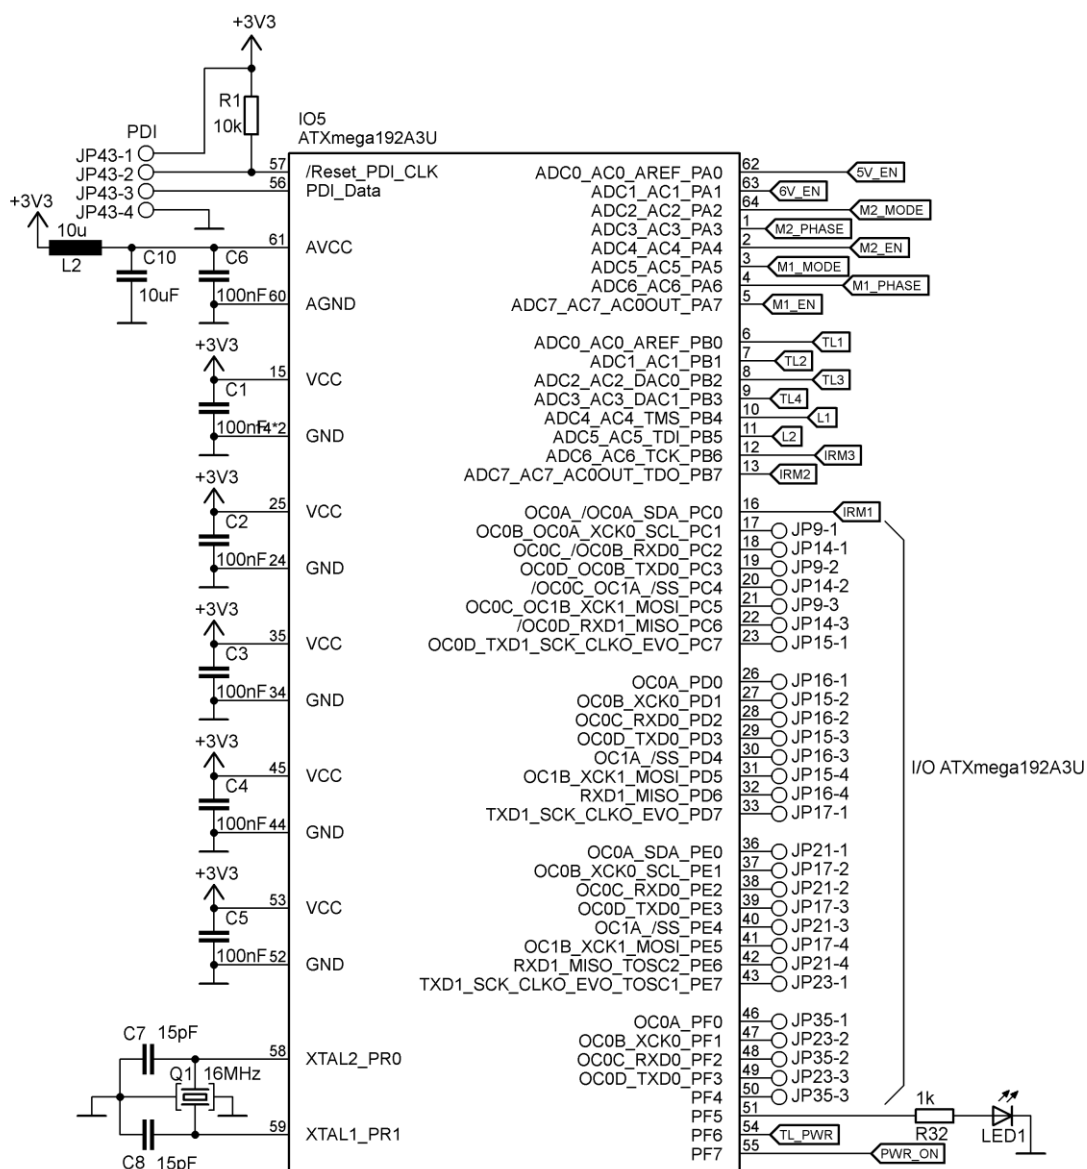 +3V3
R1
10k
IO5
ATXmega192A3U
PDI
JP43-1
JP43-2
JP43-3
JP43-4
+3V3
10u
L2
C10
10uF
C6
100nF
57 /Reset_PDI_CLK
56 PDI_Data
61 AVCC
60 AGND
+3V3
C1
100nF
15 VCC
14*2 GND
+3V3
C2
100nF
25 VCC
24 GND
+3V3
C3
100nF
35 VCC
34 GND
+3V3
C4
100nF
45 VCC
44 GND
+3V3
C5
100nF
53 VCC
52 GND
C7 15pF
Q1 16MHz
C8 15pF
58 XTAL2_PR0
59 XTAL1_PR1
ADC0_AC0_AREF_PA0 62 5V_EN
ADC1_AC1_PA1 63 6V_EN
ADC2_AC2_PA2 64 M2_MODE
ADC3_AC3_PA3 1 M2_PHASE
ADC4_AC4_PA4 2 M2_EN
ADC5_AC5_PA5 3 M1_MODE
ADC6_AC6_PA6 4 M1_PHASE
ADC7_AC7_AC0OUT_PA7 5 M1_EN
ADC0_AC0_AREF_PB0 6 TL1
ADC1_AC1_PB1 7 TL2
ADC2_AC2_DAC0_PB2 8 TL3
ADC3_AC3_DAC1_PB3 9 TL4
ADC4_AC4_TMS_PB4 10 L1
ADC5_AC5_TDI_PB5 11 L2
ADC6_AC6_TCK_PB6 12 IRM3
ADC7_AC7_AC0OUT_TDO_PB7 13 IRM2
OC0A_/OC0A_SDA_PC0 16 IRM1
OC0B_OC0A_XCK0_SCL_PC1 17 JP9-1
OC0C_/OC0B_RXD0_PC2 18 JP14-1
OC0D_OC0B_TXD0_PC3 19 JP9-2
/OC0C_OC1A_/SS_PC4 20 JP14-2
OC0C_OC1B_XCK1_MOSI_PC5 21 JP9-3
/OC0D_RXD1_MISO_PC6 22 JP14-3
OC0D_TXD1_SCK_CLKO_EVO_PC7 23 JP15-1
OC0A_PD0 26 JP16-1
OC0B_XCK0_PD1 27 JP15-2
OC0C_RXD0_PD2 28 JP16-2
OC0D_TXD0_PD3 29 JP15-3
OC1A_/SS_PD4 30 JP16-3
OC1B_XCK1_MOSI_PD5 31 JP15-4
RXD1_MISO_PD6 32 JP16-4
TXD1_SCK_CLKO_EVO_PD7 33 JP17-1
I/O ATXmega192A3U
OC0A_SDA_PE0 36 JP21-1
OC0B_XCK0_SCL_PE1 37 JP17-2
OC0C_RXD0_PE2 38 JP21-2
OC0D_TXD0_PE3 39 JP17-3
OC1A_/SS_PE4 40 JP21-3
OC1B_XCK1_MOSI_PE5 41 JP17-4
RXD1_MISO_TOSC2_PE6 42 JP21-4
TXD1_SCK_CLKO_EVO_TOSC1_PE7 43 JP23-1
OC0A_PF0 46 JP35-1
OC0B_XCK0_PF1 47 JP23-2
OC0C_RXD0_PF2 48 JP35-2
OC0D_TXD0_PF3 49 JP23-3
PF4 50 JP35-3
PF5 51
1k
R32
LED1
PF6 54 TL_PWR
PF7 55 PWR_ON